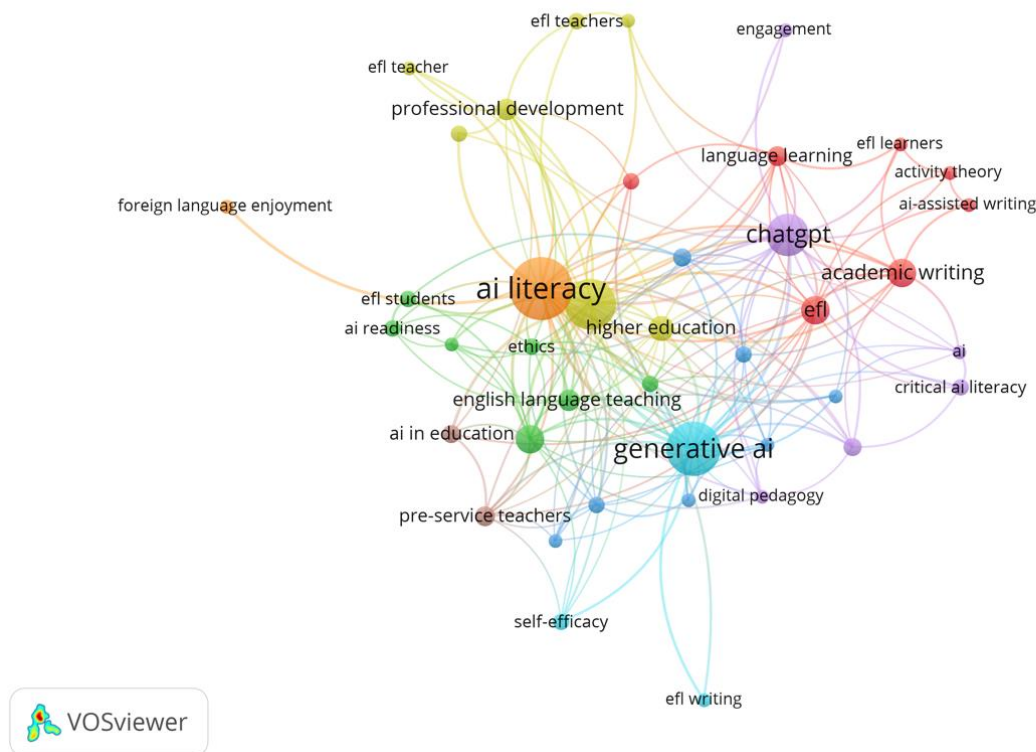 efl teachers
engagement
efl teacher
professional development
language learning
efl learners
activity theory
ai-assisted writing
foreign language enjoyment
chatgpt
academic writing
ai literacy
efl students
efl
ai readiness
higher education
ethics
ai
critical ai literacy
english language teaching
ai in education
generative ai
digital pedagogy
pre-service teachers
self-efficacy
efl writing
VOSviewer